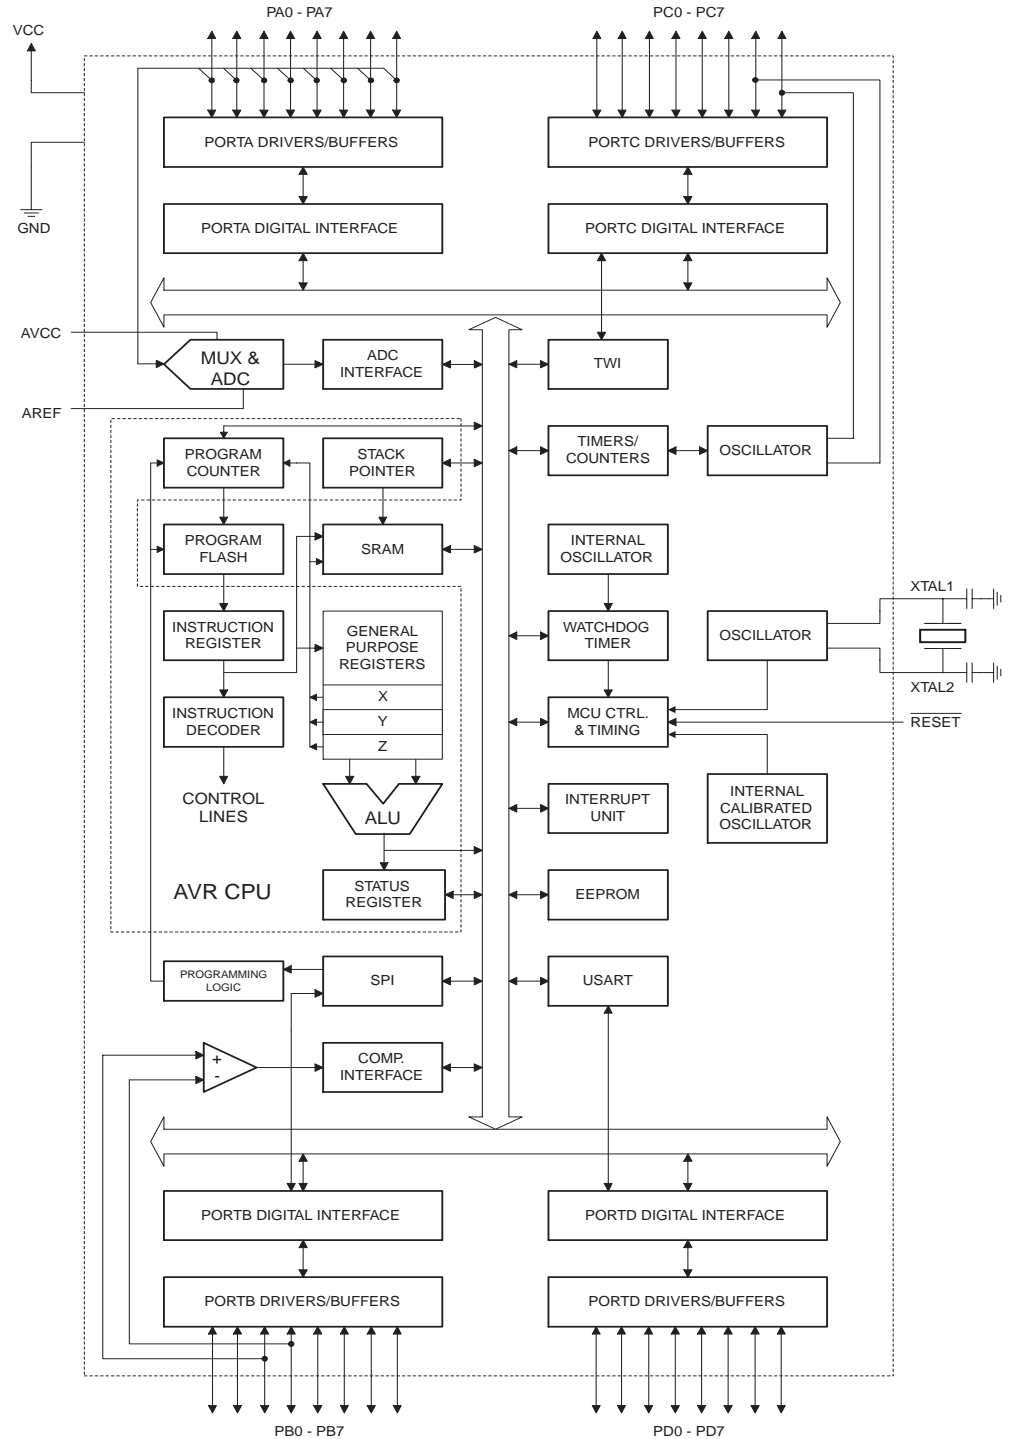 PA0 - PA7
PC0 - PC7
VCC
GND
PORTA DRIVERS/BUFFERS
PORTC DRIVERS/BUFFERS
PORTA DIGITAL INTERFACE
PORTC DIGITAL INTERFACE
AVCC
AREF
MUX &
ADC
ADC
INTERFACE
TWI
PROGRAM
COUNTER
STACK
POINTER
TIMERS/
COUNTERS
OSCILLATOR
PROGRAM
FLASH
SRAM
INTERNAL
OSCILLATOR
XTAL1
INSTRUCTION
REGISTER
GENERAL
PURPOSE
REGISTERS
X
Y
Z
WATCHDOG
TIMER
OSCILLATOR
XTAL2
INSTRUCTION
DECODER
MCU CTRL.
& TIMING
RESET
CONTROL
LINES
ALU
INTERRUPT
UNIT
INTERNAL
CALIBRATED
OSCILLATOR
AVR CPU
STATUS
REGISTER
EEPROM
PROGRAMMING
LOGIC
SPI
USART
+
-
COMP.
INTERFACE
PORTB DIGITAL INTERFACE
PORTD DIGITAL INTERFACE
PORTB DRIVERS/BUFFERS
PORTD DRIVERS/BUFFERS
PB0 - PB7
PD0 - PD7